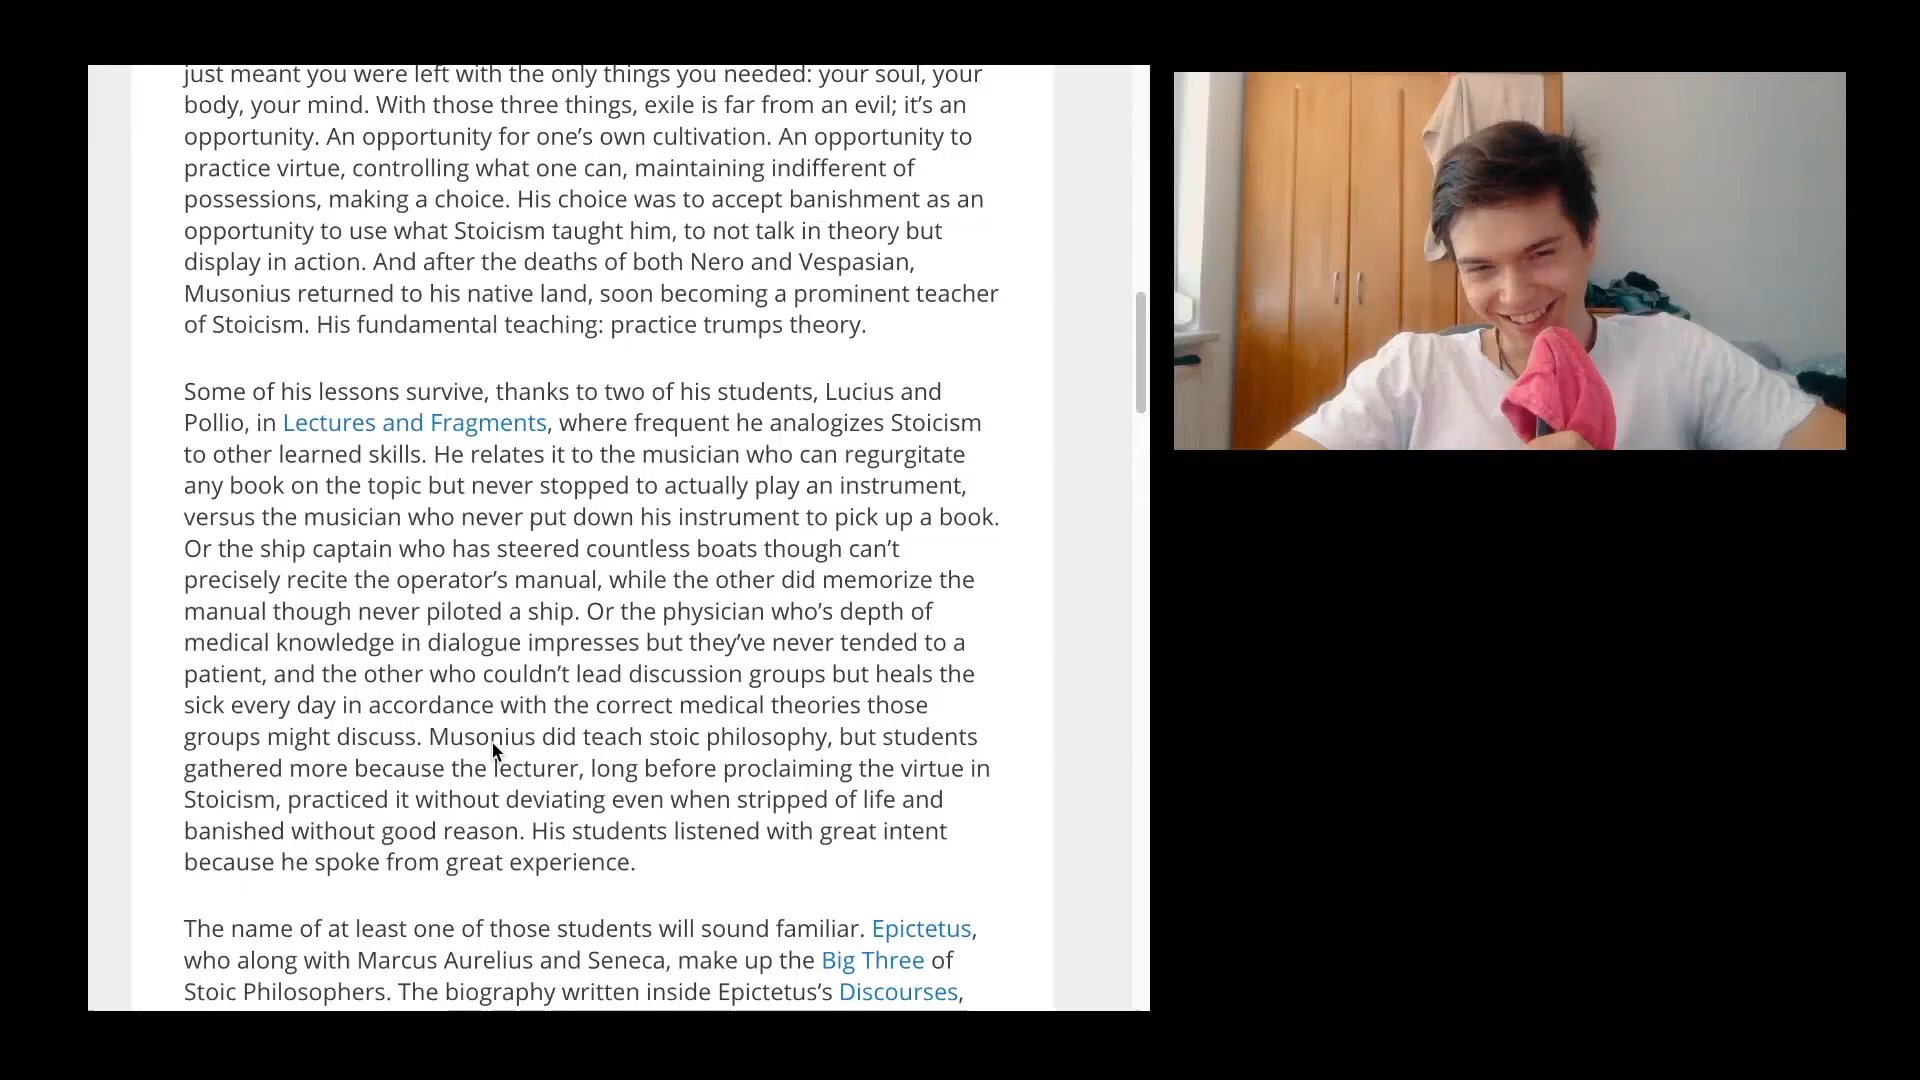 just meant you were left with the only things you needed: your soul, your
body, your mind. With those three things, exile is far from an evil; it’s an
opportunity. An opportunity for one’s own cultivation. An opportunity to
practice virtue, controlling what one can, maintaining indifferent of
possessions, making a choice. His choice was to accept banishment as an
opportunity to use what Stoicism taught him, to not talk in theory but
display in action. And after the deaths of both Nero and Vespasian,
Musonius returned to his native land, soon becoming a prominent teacher
of Stoicism. His fundamental teaching: practice trumps theory.
Some of his lessons survive, thanks to two of his students, Lucius and
Pollio, in Lectures and Fragments, where frequent he analogizes Stoicism
to other learned skills. He relates it to the musician who can regurgitate
any book on the topic but never stopped to actually play an instrument,
versus the musician who never put down his instrument to pick up a book.
Or the ship captain who has steered countless boats though can’t
precisely recite the operator’s manual, while the other did memorize the
manual though never piloted a ship. Or the physician who’s depth of
medical knowledge in dialogue impresses but they’ve never tended to a
patient, and the other who couldn’t lead discussion groups but heals the
sick every day in accordance with the correct medical theories those
groups might discuss. Musonius did teach stoic philosophy, but students
gathered more because the lecturer, long before proclaiming the virtue in
Stoicism, practiced it without deviating even when stripped of life and
banished without good reason. His students listened with great intent
because he spoke from great experience.
The name of at least one of those students will sound familiar. Epictetus,
who along with Marcus Aurelius and Seneca, make up the Big Three of
Stoic Philosophers. The biography written inside Epictetus’s Discourses,